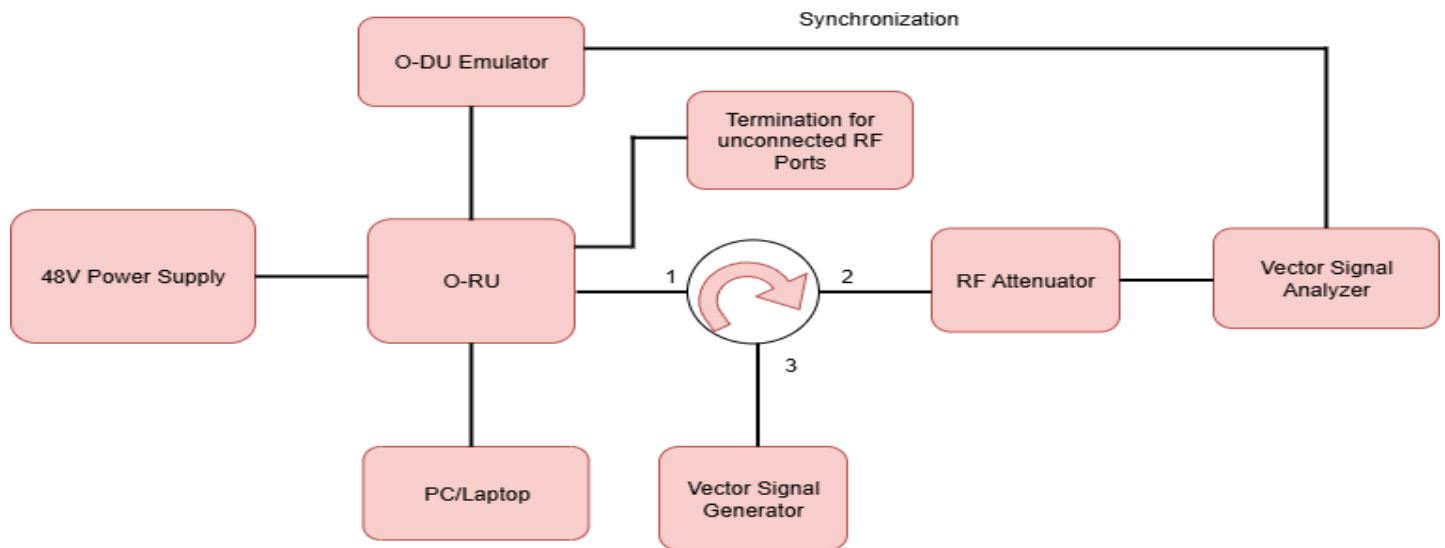 Synchronization
O-DU Emulator
Termination for
unconnected RF
Ports
48V Power Supply
O-RU
1
2
RF Attenuator
Vector Signal
Analyzer
3
PC/Laptop
Vector Signal
Generator